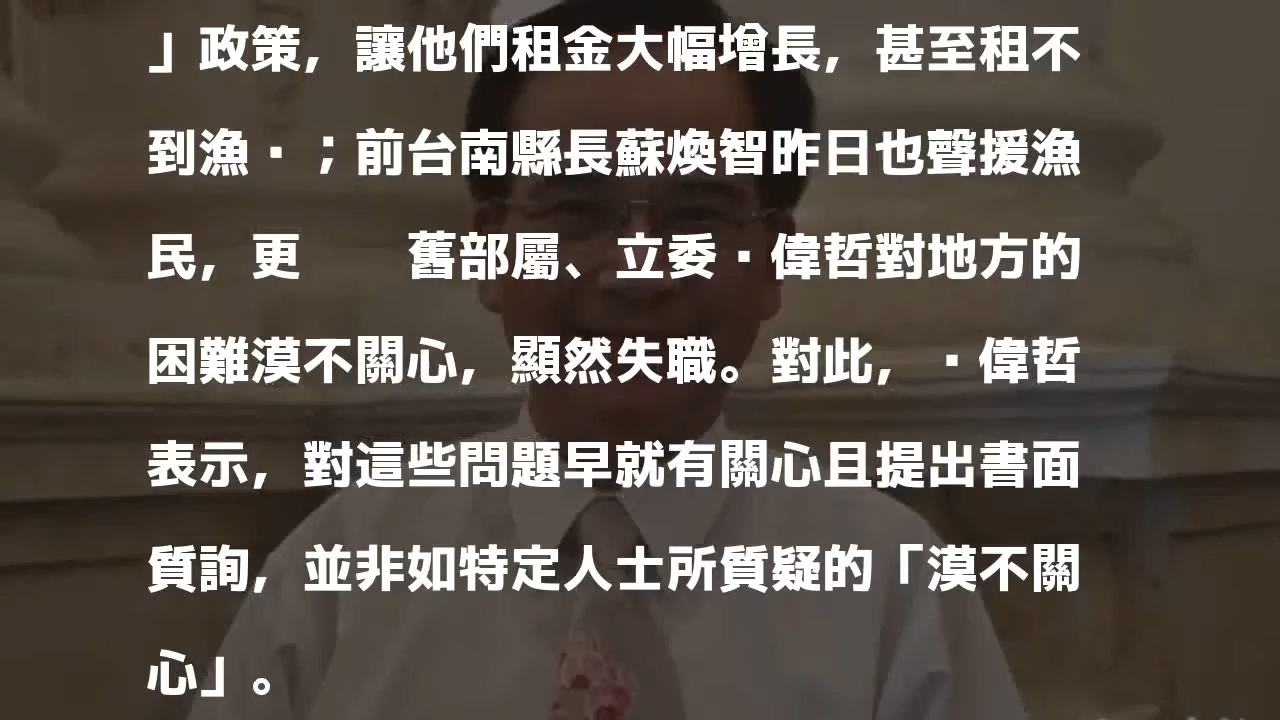 」政策，讓他們租金大幅增長，甚至租不
到漁▪；前台南縣長蘇煥智昨日也聲援漁
民，更　　舊部屬、立委▪偉哲對地方的
困難漠不關心，顯然失職。對此，▪偉哲
表示，對這些問題早就有關心且提出書面
質詢，並非如特定人士所質疑的「漠不關
心」。